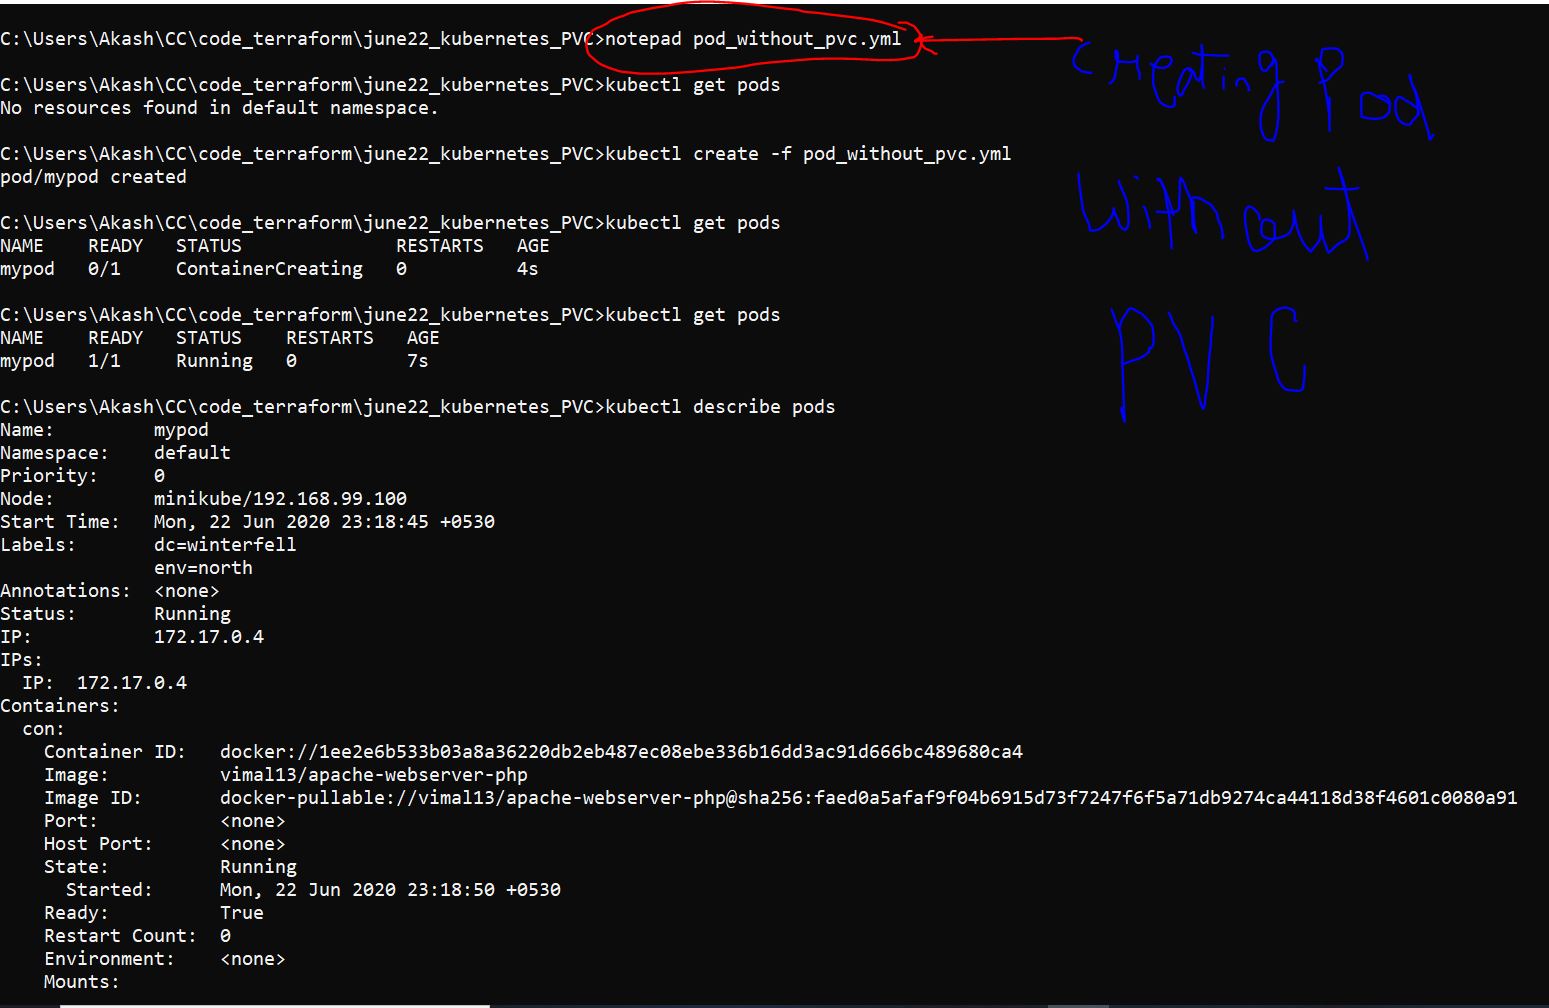 C:\Users\Akash\CC\code_terraform\june22_kubernetes_PVC>notepad pod_without_pvc.yml
creating Pod
without
PVC
C:\Users\Akash\CC\code_terraform\june22_kubernetes_PVC>kubectl get pods
No resources found in default namespace.
C:\Users\Akash\CC\code_terraform\june22_kubernetes_PVC>kubectl create -f pod_without_pvc.yml
pod/mypod created
C:\Users\Akash\CC\code_terraform\june22_kubernetes_PVC>kubectl get pods
NAME    READY   STATUS              RESTARTS   AGE
mypod   0/1     ContainerCreating   0          4s
C:\Users\Akash\CC\code_terraform\june22_kubernetes_PVC>kubectl get pods
NAME    READY   STATUS    RESTARTS   AGE
mypod   1/1     Running   0          7s
C:\Users\Akash\CC\code_terraform\june22_kubernetes_PVC>kubectl describe pods
Name:         mypod
Namespace:    default
Priority:     0
Node:         minikube/192.168.99.100
Start Time:   Mon, 22 Jun 2020 23:18:45 +0530
Labels:       dc=winterfell
              env=north
Annotations:  <none>
Status:       Running
IP:           172.17.0.4
IPs:
  IP:  172.17.0.4
Containers:
  con:
    Container ID:   docker://1ee2e6b533b03a8a36220db2eb487ec08ebe336b16dd3ac91d666bc489680ca4
    Image:          vimal13/apache-webserver-php
    Image ID:       docker-pullable://vimal13/apache-webserver-php@sha256:faed0a5afaf9f04b6915d73f7247f6f5a71db9274ca44118d38f4601c0080a91
    Port:           <none>
    Host Port:      <none>
    State:          Running
      Started:      Mon, 22 Jun 2020 23:18:50 +0530
    Ready:          True
    Restart Count:  0
    Environment:    <none>
    Mounts: